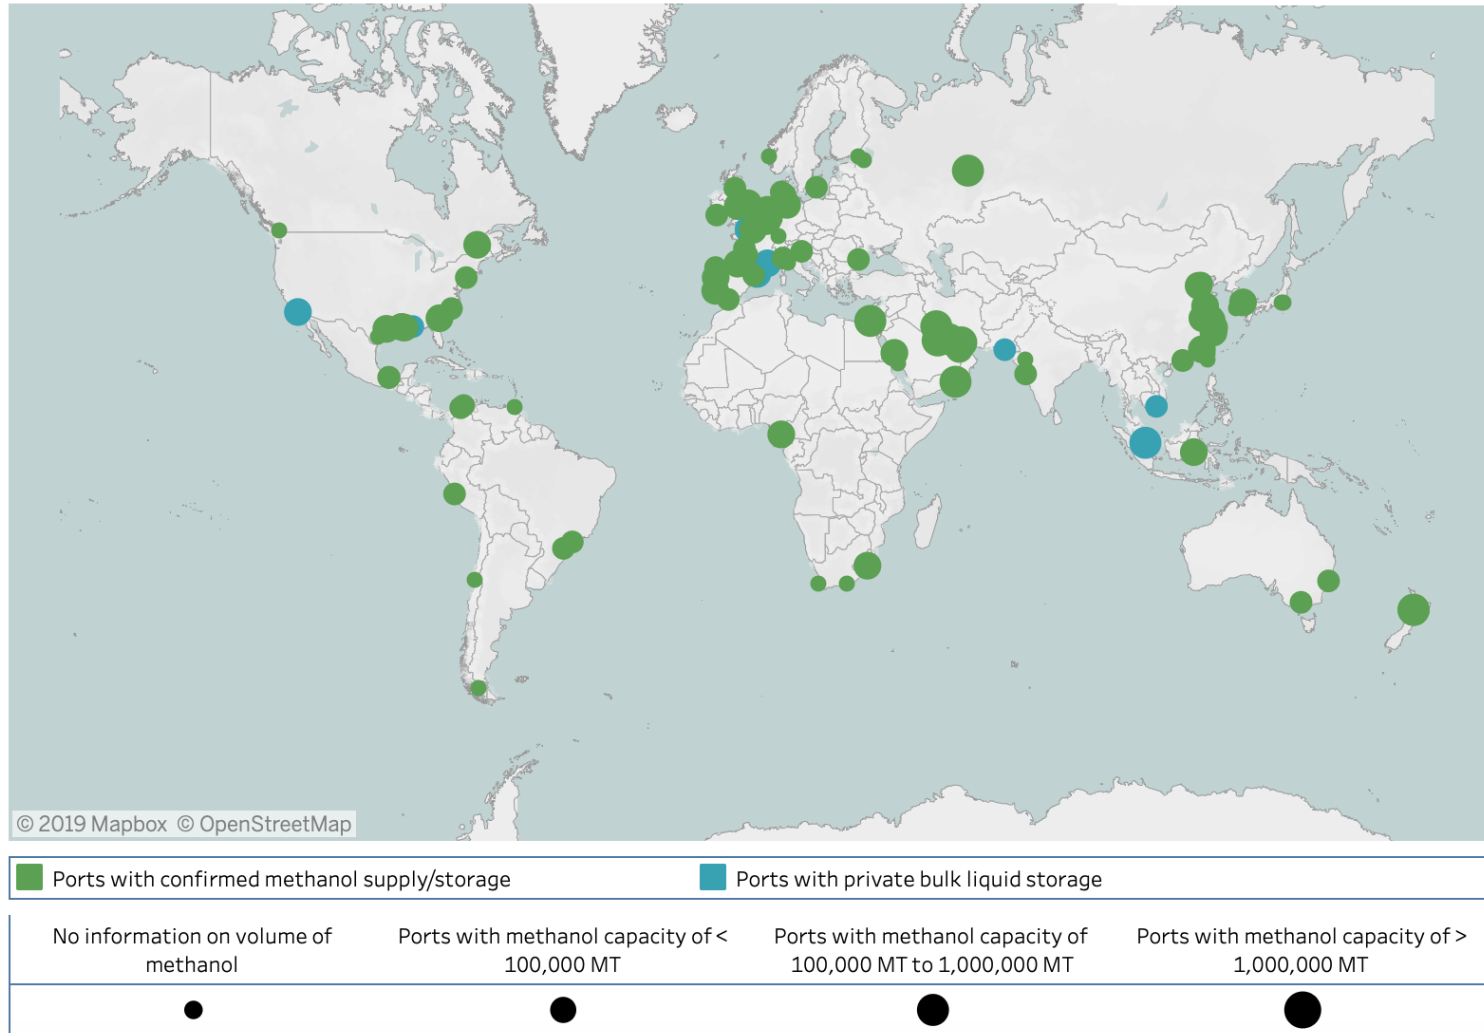 © 2019 Mapbox © OpenStreetMap
Ports with confirmed methanol supply/storage
Ports with private bulk liquid storage
No information on volume of
methanol
Ports with methanol capacity of <
100,000 MT
Ports with methanol capacity of
100,000 MT to 1,000,000 MT
Ports with methanol capacity of >
1,000,000 MT